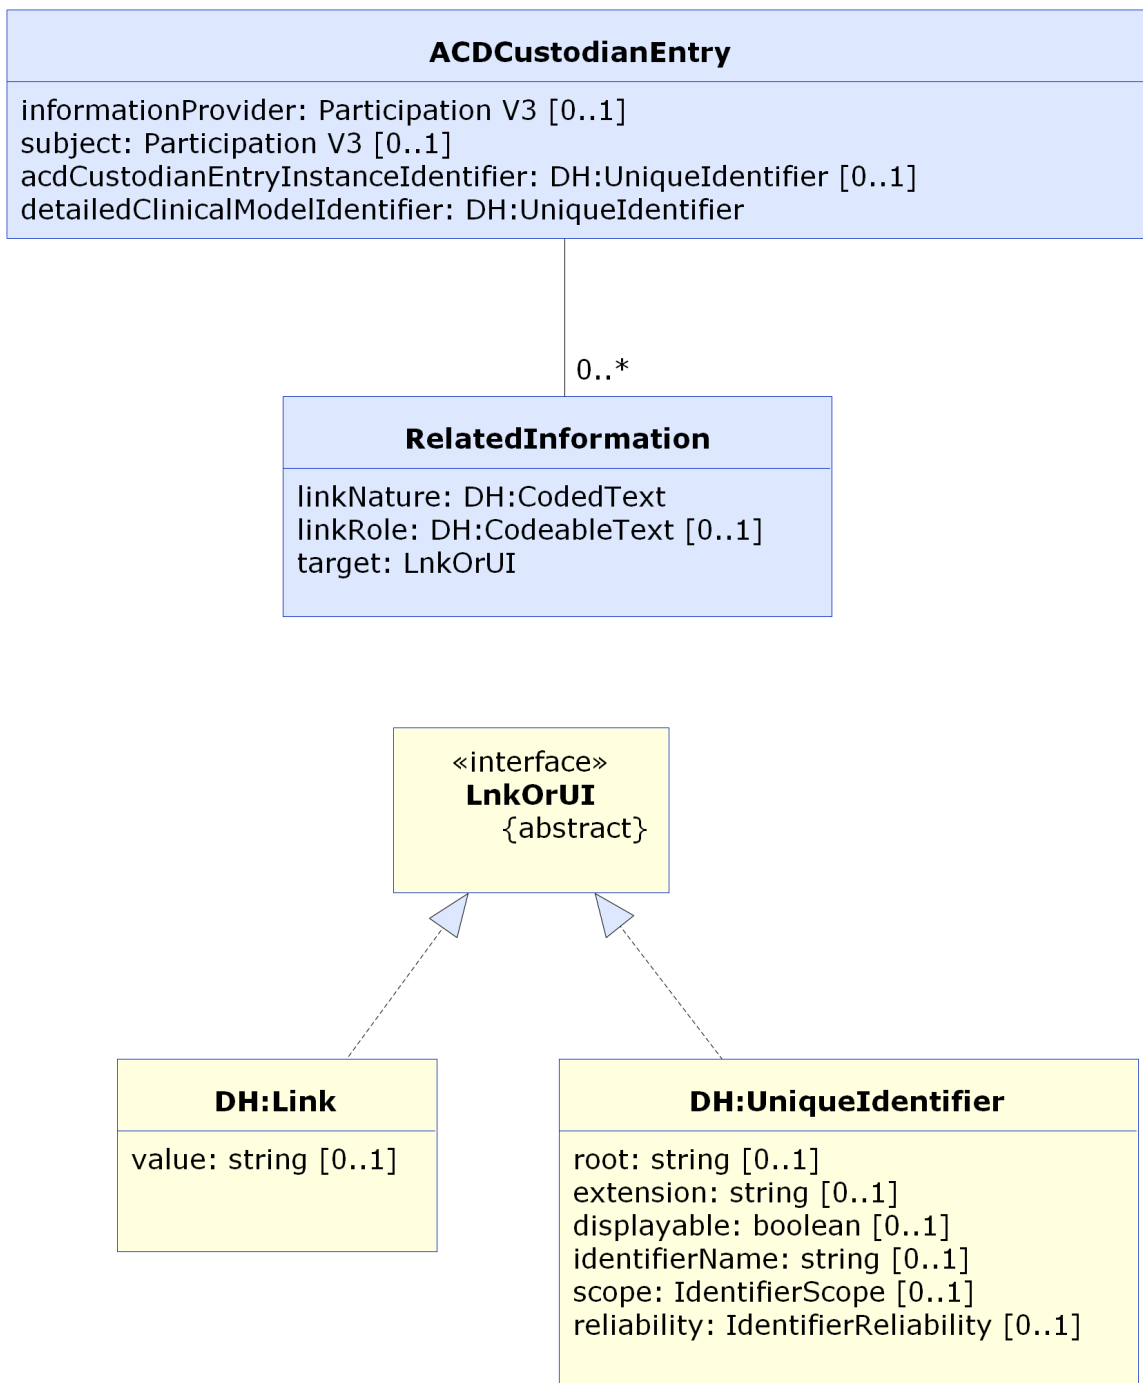 ACDCustodianEntry
informationProvider: Participation V3 [0..1]
subject: Participation V3 [0..1]
acdCustodianEntryInstanceIdentifier: DH:UniqueIdentifier [0..1]
detailedClinicalModelIdentifier: DH:UniqueIdentifier
0..*
RelatedInformation
linkNature: DH:CodedText
linkRole: DH:CodeableText [0..1]
target: LnkOrUI
«interface»
LnkOrUI
{abstract}
DH:Link
value: string [0..1]
DH:UniqueIdentifier
root: string [0..1]
extension: string [0..1]
displayable: boolean [0..1]
identifierName: string [0..1]
scope: IdentifierScope [0..1]
reliability: IdentifierReliability [0..1]